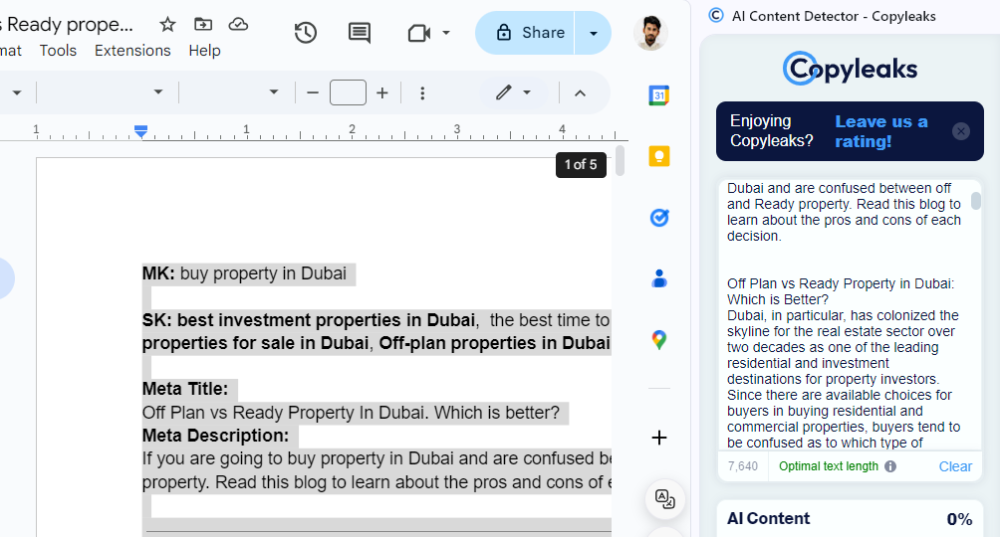 s Ready prope...
mat Tools Extensions Help
Share
31
1 1 2 3 4
1 of 5
MK: buy property in Dubai
SK: best investment properties in Dubai, the best time to
properties for sale in Dubai, Off-plan properties in Dubai
Meta Title:
Off Plan vs Ready Property In Dubai. Which is better?
Meta Description:
If you are going to buy property in Dubai and are confused be
property. Read this blog to learn about the pros and cons of e
AI Content Detector - Copyleaks
Copyleaks
Enjoying
Copyleaks?
Leave us a
rating!
Dubai and are confused between off
and Ready property. Read this blog to
learn about the pros and cons of each
decision.
Off Plan vs Ready Property in Dubai:
Which is Better?
Dubai, in particular, has colonized the
skyline for the real estate sector over
two decades as one of the leading
residential and investment
destinations for property investors.
Since there are available choices for
buyers in buying residential and
commercial properties, buyers tend to
be confused as to which type of
7,640 Optimal text length Clear
AI Content 0%